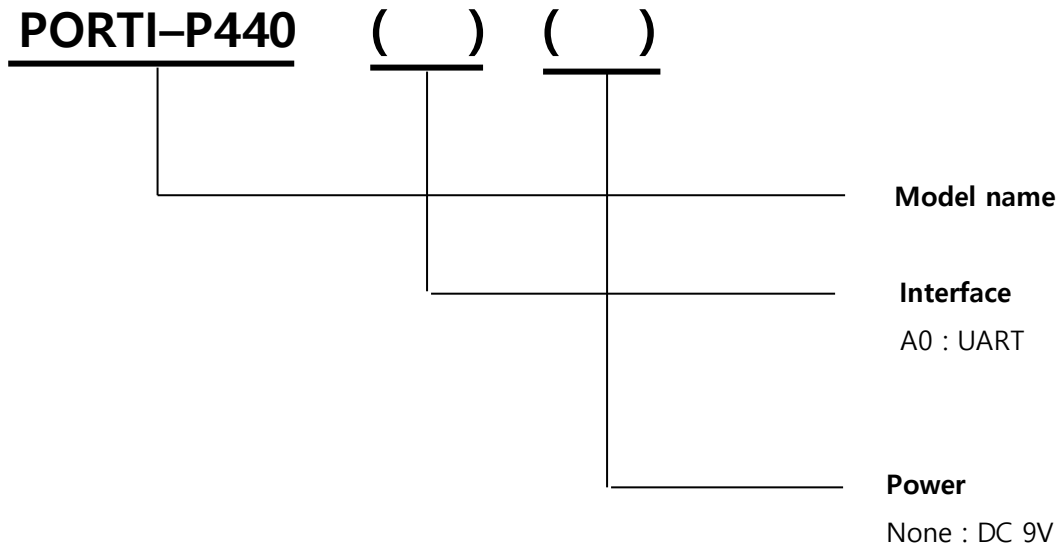 PORTI–P440 ( ) ( )
Model name
Interface
A0 : UART
Power
None : DC 9V